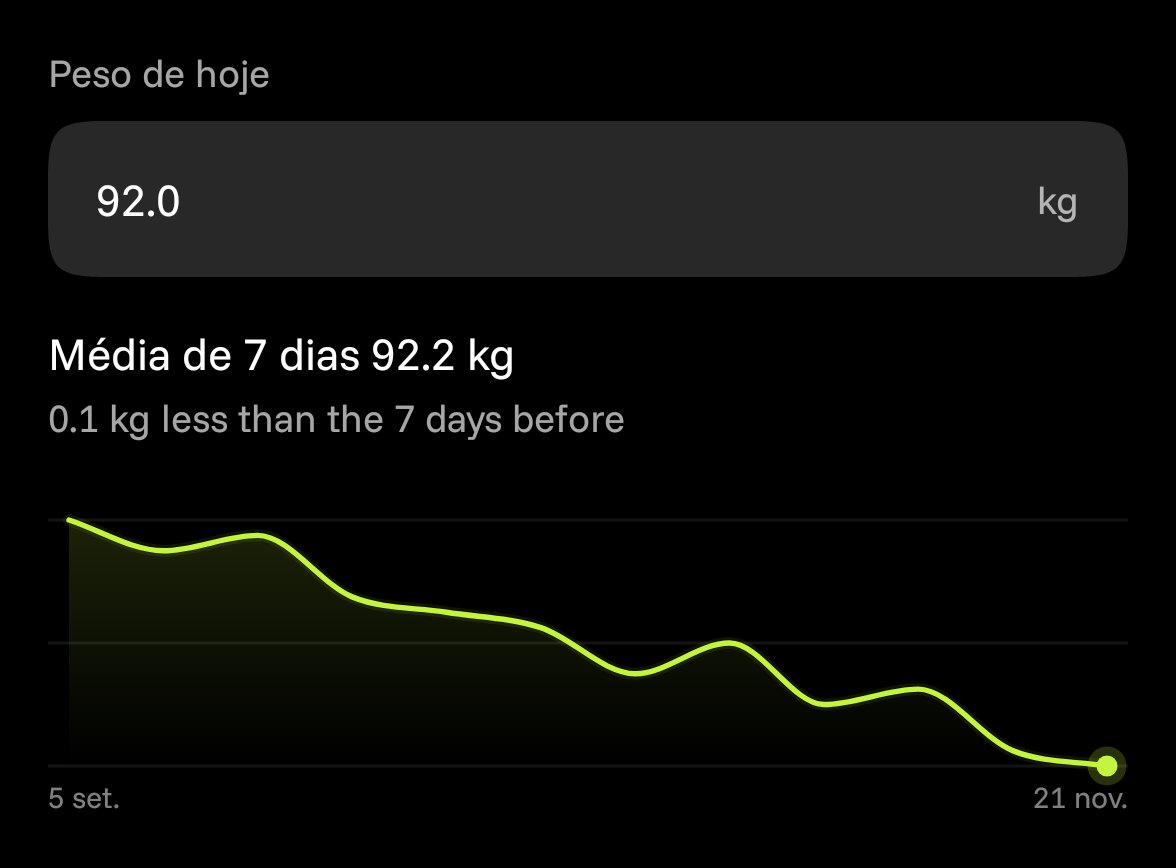 Peso de hoje
92.0 kg
Média de 7 dias 92.2 kg
0.1 kg less than the 7 days before
5 set. 21 nov.